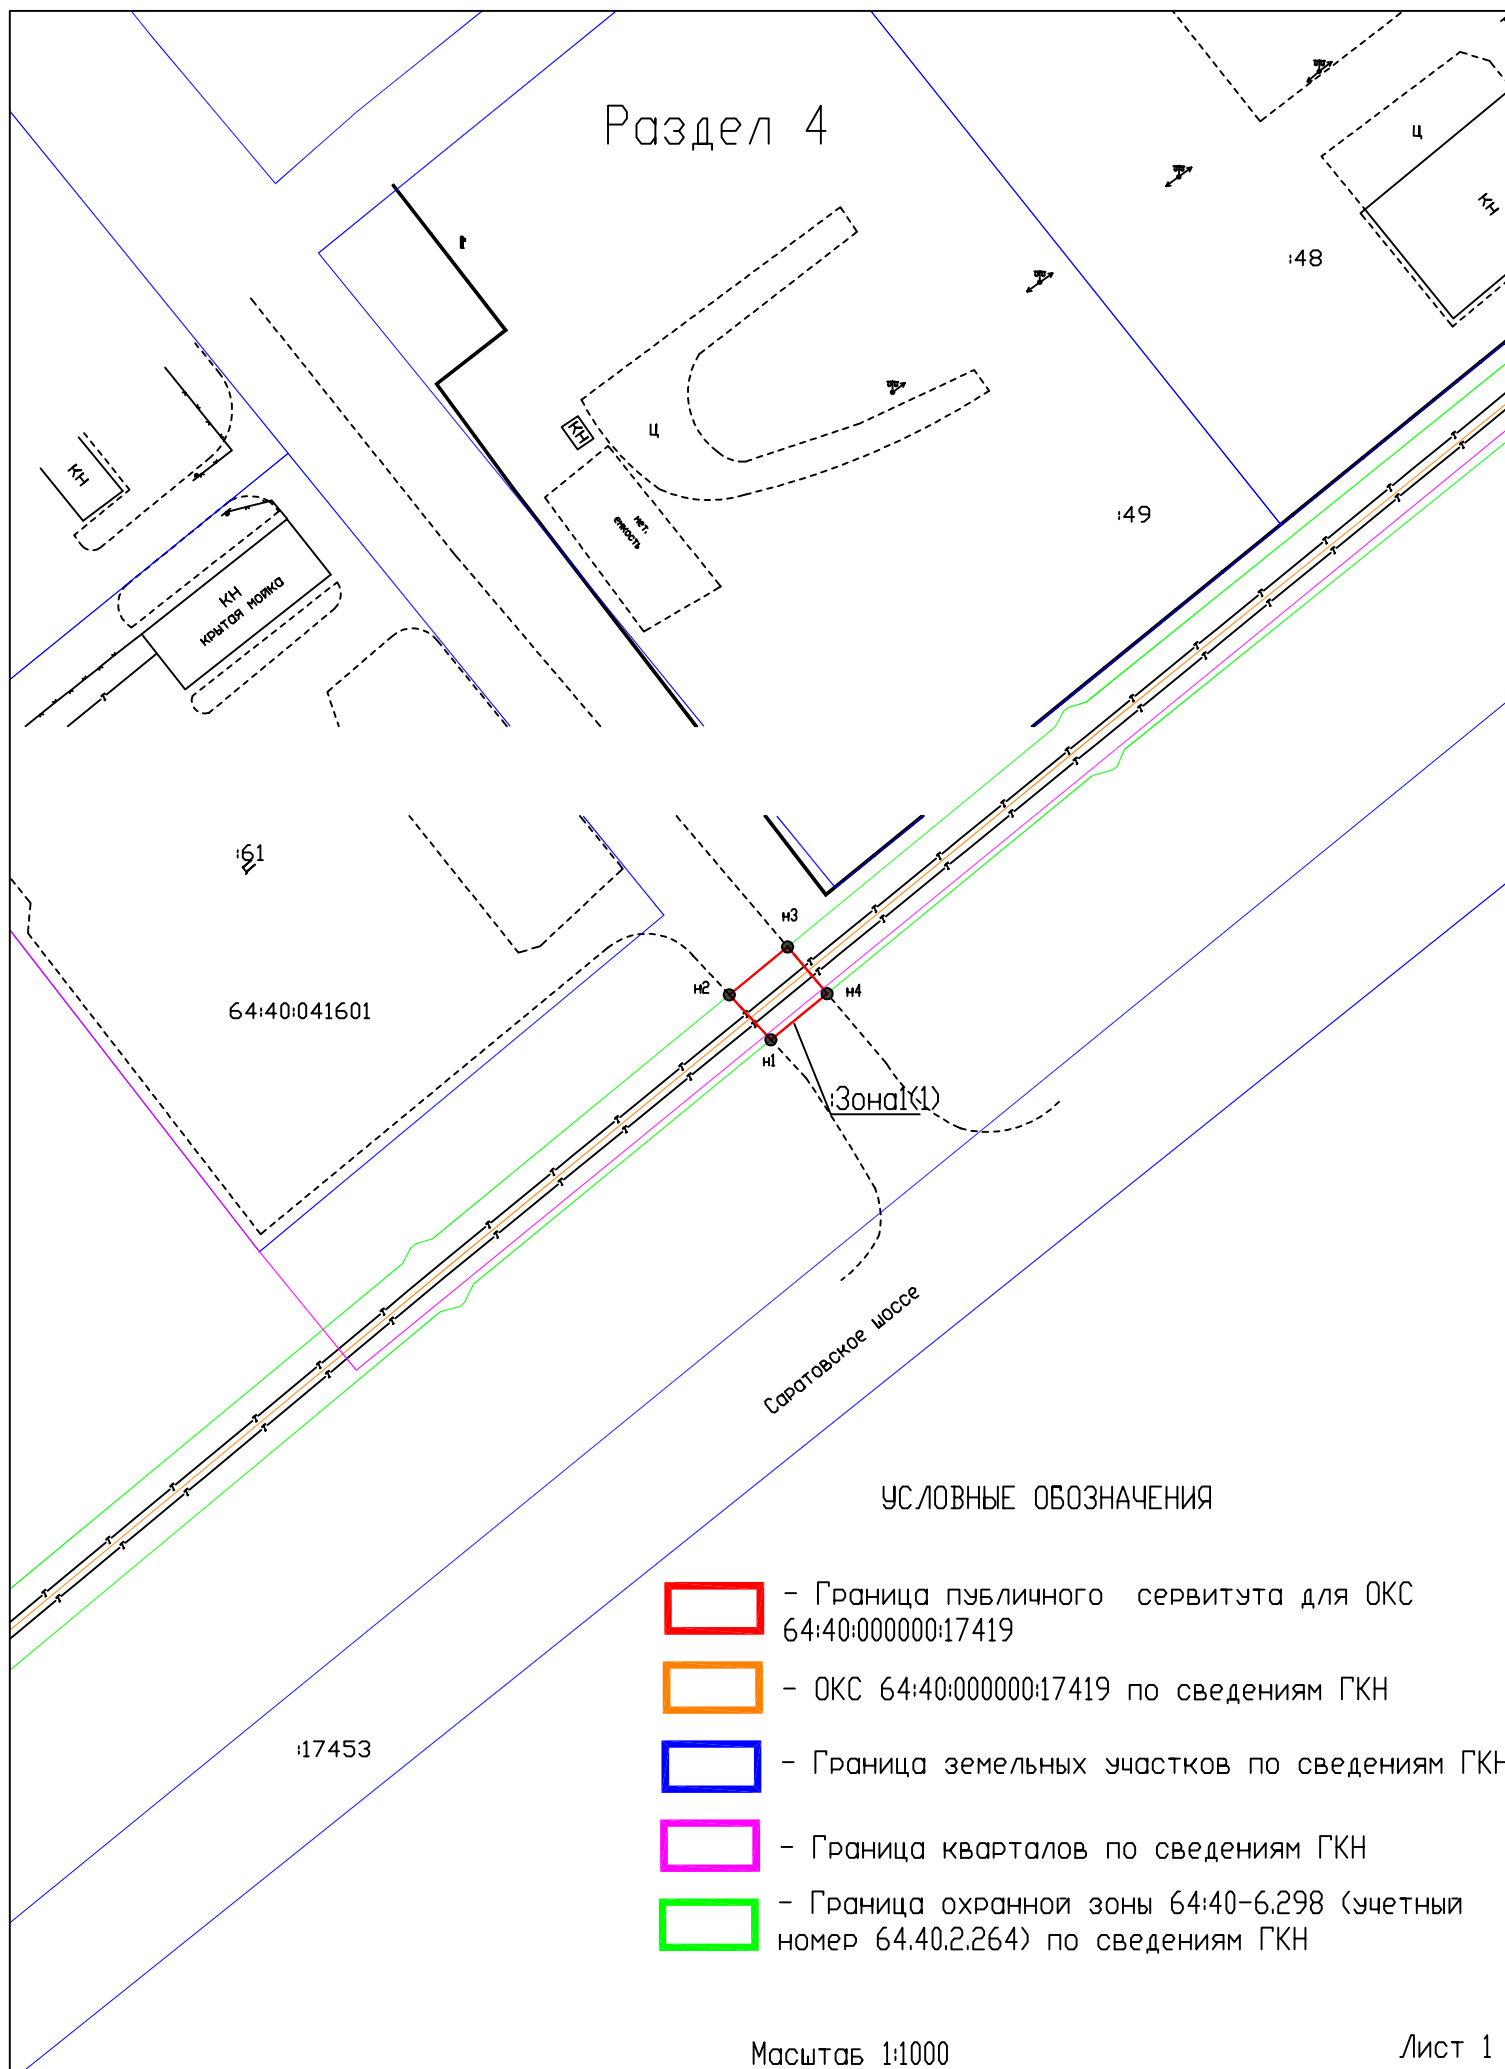 Раздел 4
ц
КН
:48
КН
ц
:49
КН
нет.
емкость
КН
крытая мойка
:61
64:40:041601
н3
н2
н4
н1
:Зона1(1)
Саратовское шоссе
УСЛОВНЫЕ ОБОЗНАЧЕНИЯ
- Граница публичного сервитута для ОКС
64:40:000000:17419
- ОКС 64:40:000000:17419 по сведениям ГКН
- Граница земельных участков по сведениям ГКН
- Граница кварталов по сведениям ГКН
- Граница охранной зоны 64:40-6.298 (учетный
номер 64.40.2.264) по сведениям ГКН
:17453
Масштаб 1:1000
Лист 1